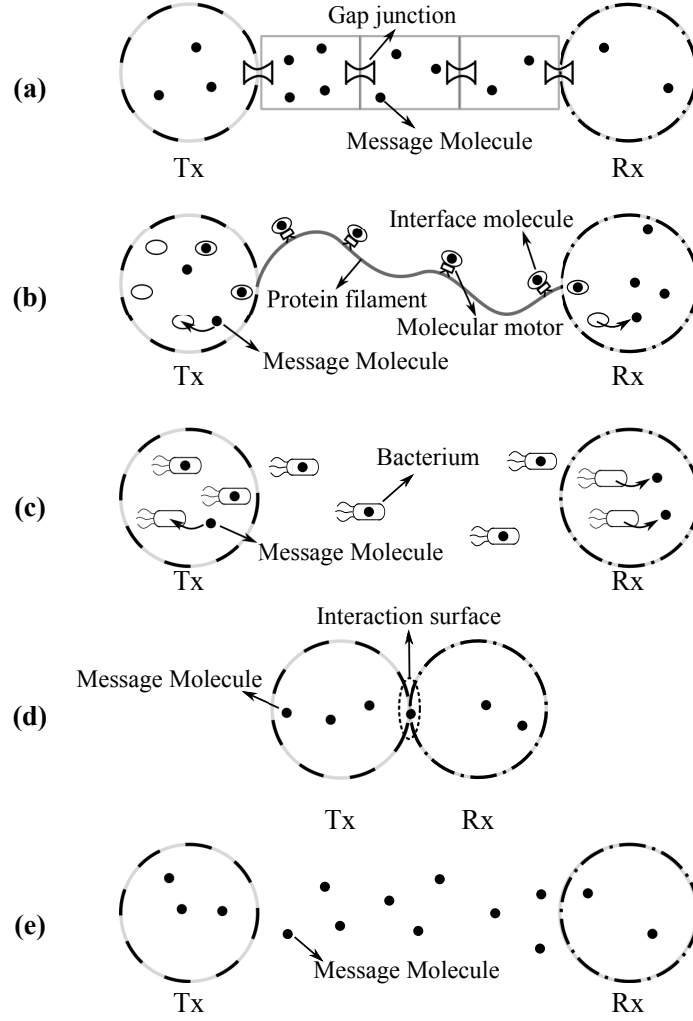 Gap junction
(a)
Message Molecule
Tx
Rx
Interface molecule
(b)
Protein filament
Molecular motor
Message Molecule
Tx
Rx
Bacterium
(c)
Message Molecule
Tx
Rx
Interaction surface
Message Molecule
(d)
Tx
Rx
(e)
Message Molecule
Tx
Rx